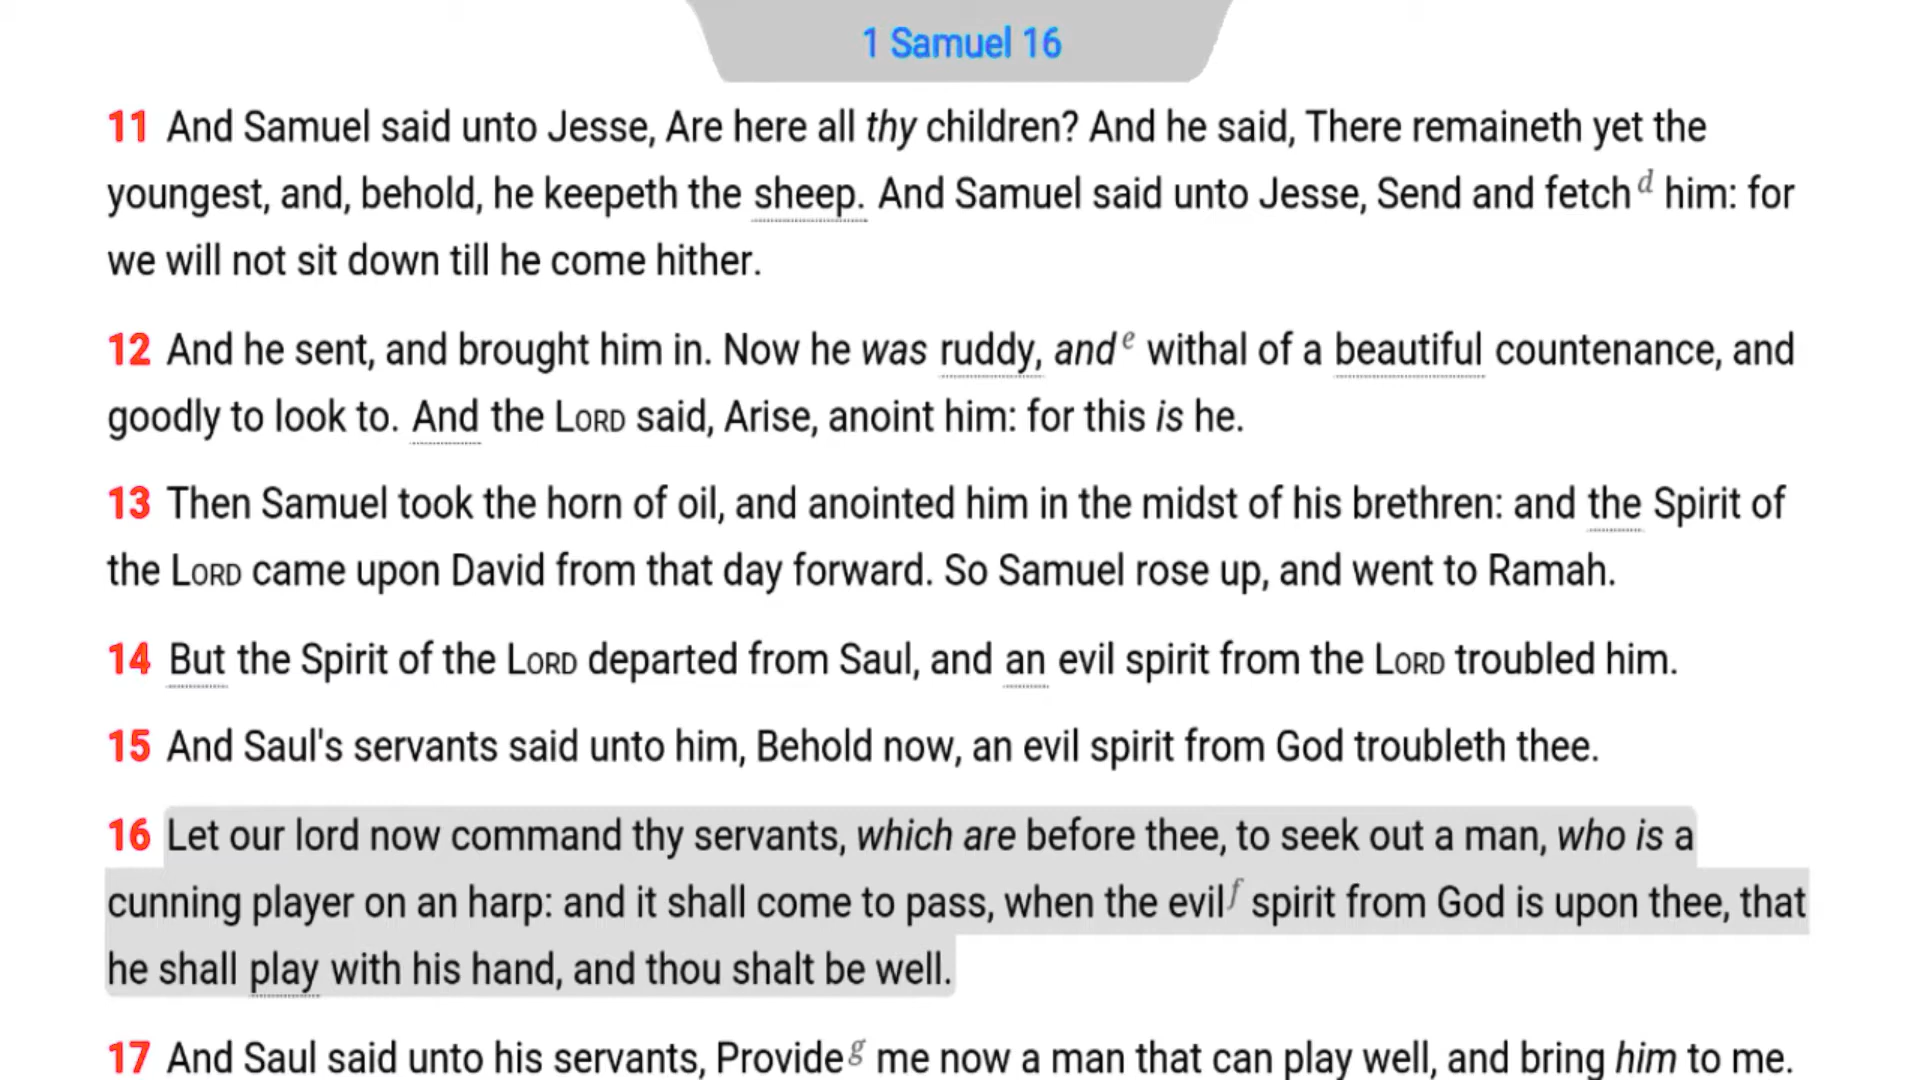 1 Samuel 16
11 And Samuel said unto Jesse, Are here all thy children? And he said, There remaineth yet the
youngest, and, behold, he keepeth the sheep. And Samuel said unto Jesse, Send and fetch d him: for
we will not sit down till he come hither.
12 And he sent, and brought him in. Now he was ruddy, and e withal of a beautiful countenance, and
goodly to look to. And the LORD said, Arise, anoint him: for this is he.
13 Then Samuel took the horn of oil, and anointed him in the midst of his brethren: and the Spirit of
the LORD came upon David from that day forward. So Samuel rose up, and went to Ramah.
14 But the Spirit of the LORD departed from Saul, and an evil spirit from the LORD troubled him.
15 And Saul's servants said unto him, Behold now, an evil spirit from God troubleth thee.
16 Let our lord now command thy servants, which are before thee, to seek out a man, who is a
cunning player on an harp: and it shall come to pass, when the evil f spirit from God is upon thee, that
he shall play with his hand, and thou shalt be well.
17 And Saul said unto his servants, Provide g me now a man that can play well, and bring him to me.